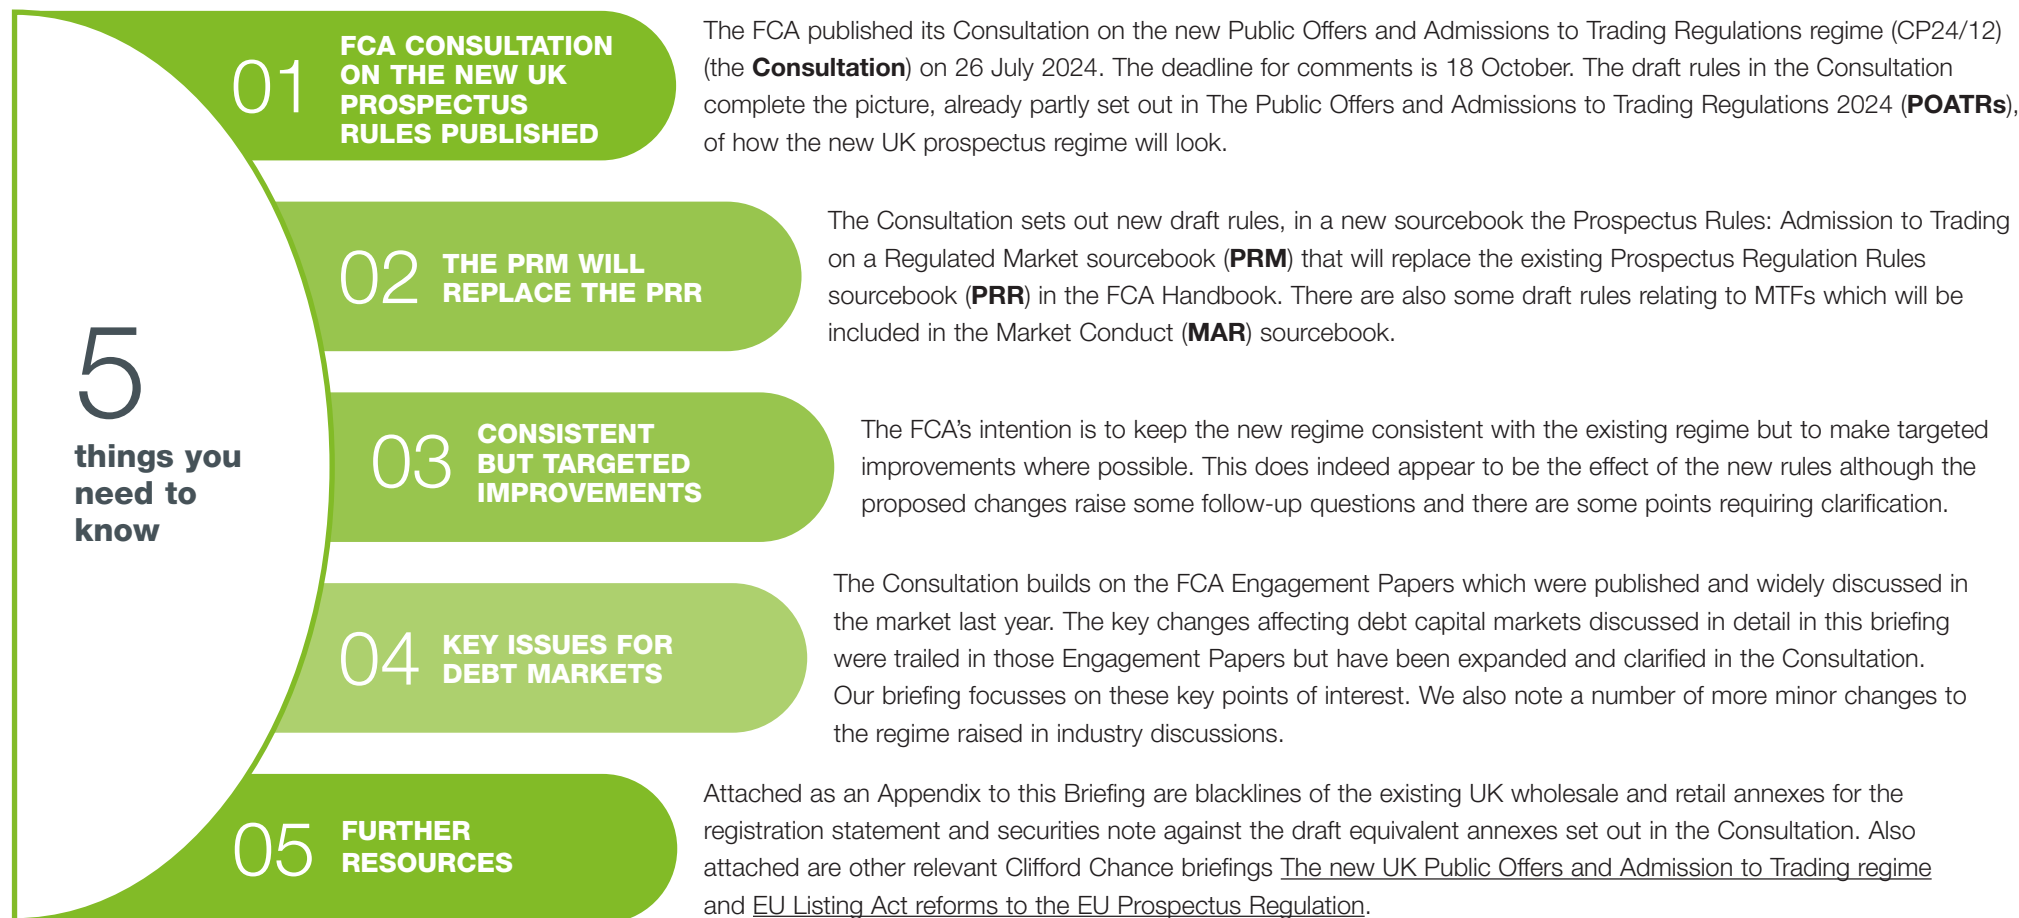 5
things you
need to
know
01
FCA CONSULTATION
ON THE NEW UK
PROSPECTUS
RULES PUBLISHED
The FCA published its Consultation on the new Public Offers and Admissions to Trading Regulations regime (CP24/12)
(the Consultation) on 26 July 2024. The deadline for comments is 18 October. The draft rules in the Consultation
complete the picture, already partly set out in The Public Offers and Admissions to Trading Regulations 2024 (POATRs),
of how the new UK prospectus regime will look.
02
THE PRM WILL
REPLACE THE PRR
The Consultation sets out new draft rules, in a new sourcebook the Prospectus Rules: Admission to Trading
on a Regulated Market sourcebook (PRM) that will replace the existing Prospectus Regulation Rules
sourcebook (PRR) in the FCA Handbook. There are also some draft rules relating to MTFs which will be
included in the Market Conduct (MAR) sourcebook.
03
CONSISTENT
BUT TARGETED
IMPROVEMENTS
The FCA's intention is to keep the new regime consistent with the existing regime but to make targeted
improvements where possible. This does indeed appear to be the effect of the new rules although the
proposed changes raise some follow-up questions and there are some points requiring clarification.
04
KEY ISSUES FOR
DEBT MARKETS
The Consultation builds on the FCA Engagement Papers which were published and widely discussed in
the market last year. The key changes affecting debt capital markets discussed in detail in this briefing
were trailed in those Engagement Papers but have been expanded and clarified in the Consultation.
Our briefing focusses on these key points of interest. We also note a number of more minor changes to
the regime raised in industry discussions.
05
FURTHER
RESOURCES
Attached as an Appendix to this Briefing are blacklines of the existing UK wholesale and retail annexes for the
registration statement and securities note against the draft equivalent annexes set out in the Consultation. Also
attached are other relevant Clifford Chance briefings The new UK Public Offers and Admission to Trading regime
and EU Listing Act reforms to the EU Prospectus Regulation.